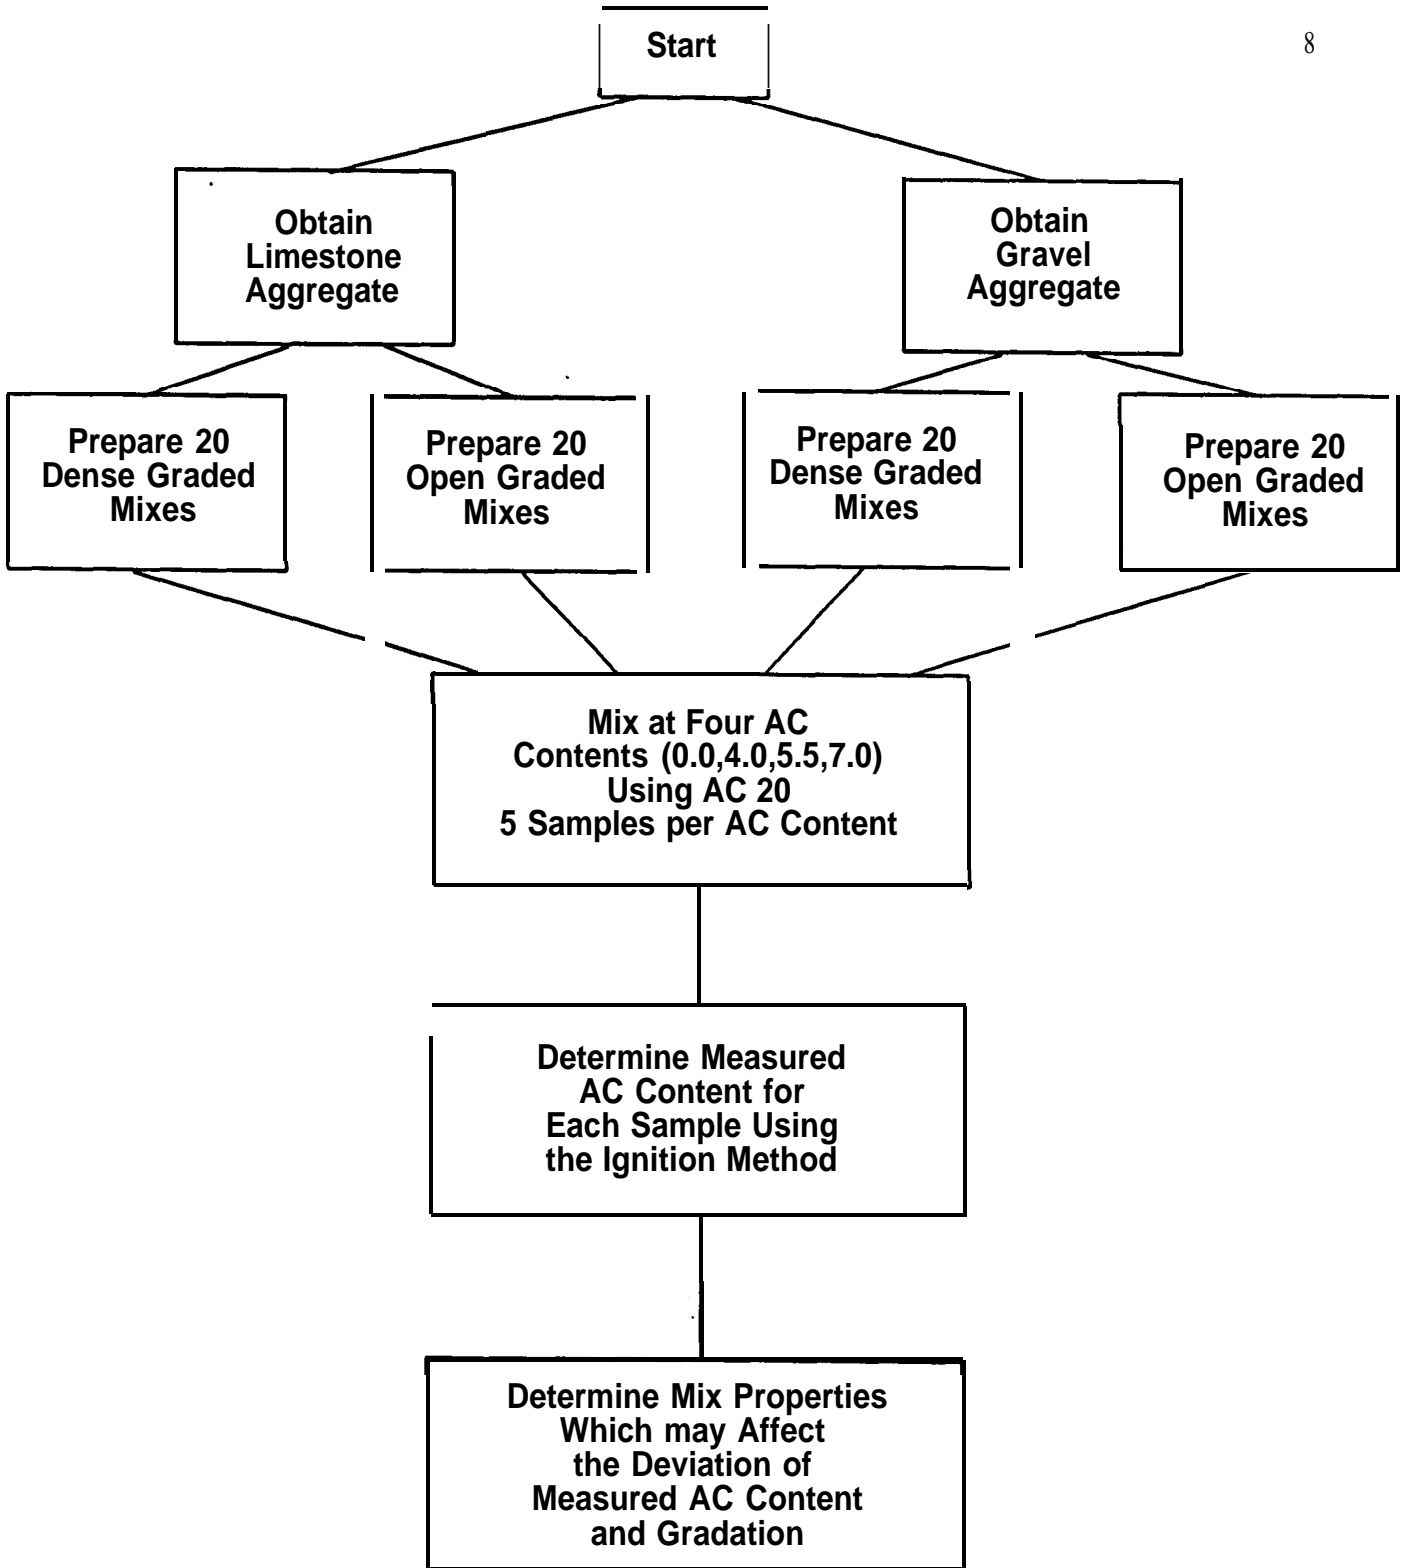 8
Start
Obtain
Limestone
Aggregate
Obtain
Gravel
Aggregate
Prepare 20
Dense Graded
Mixes
Prepare 20
Open Graded
Mixes
Prepare 20
Dense Graded
Mixes
Prepare 20
Open Graded
Mixes
Mix at Four AC
Contents (0.0,4.0,5.5,7.0)
Using AC 20
5 Samples per AC Content
Determine Measured
AC Content for
Each Sample Using
the Ignition Method
Determine Mix Properties
Which may Affect
the Deviation of
Measured AC Content
and Gradation